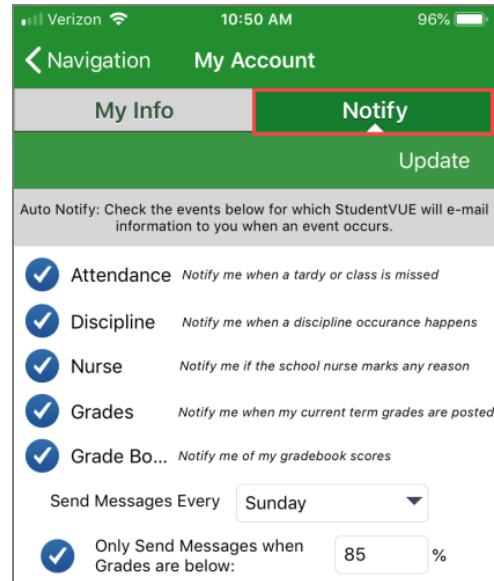 Verizon 10:50 AM 96%
Navigation My Account
My Info Notify
Update
Auto Notify: Check the events below for which StudentVUE will e-mail
information to you when an event occurs.
Attendance Notify me when a tardy or class is missed
Discipline Notify me when a discipline occurance happens
Nurse Notify me if the school nurse marks any reason
Grades Notify me when my current term grades are posted
Grade Bo... Notify me of my gradebook scores
Send Messages Every Sunday
Only Send Messages when
Grades are below: 85 %